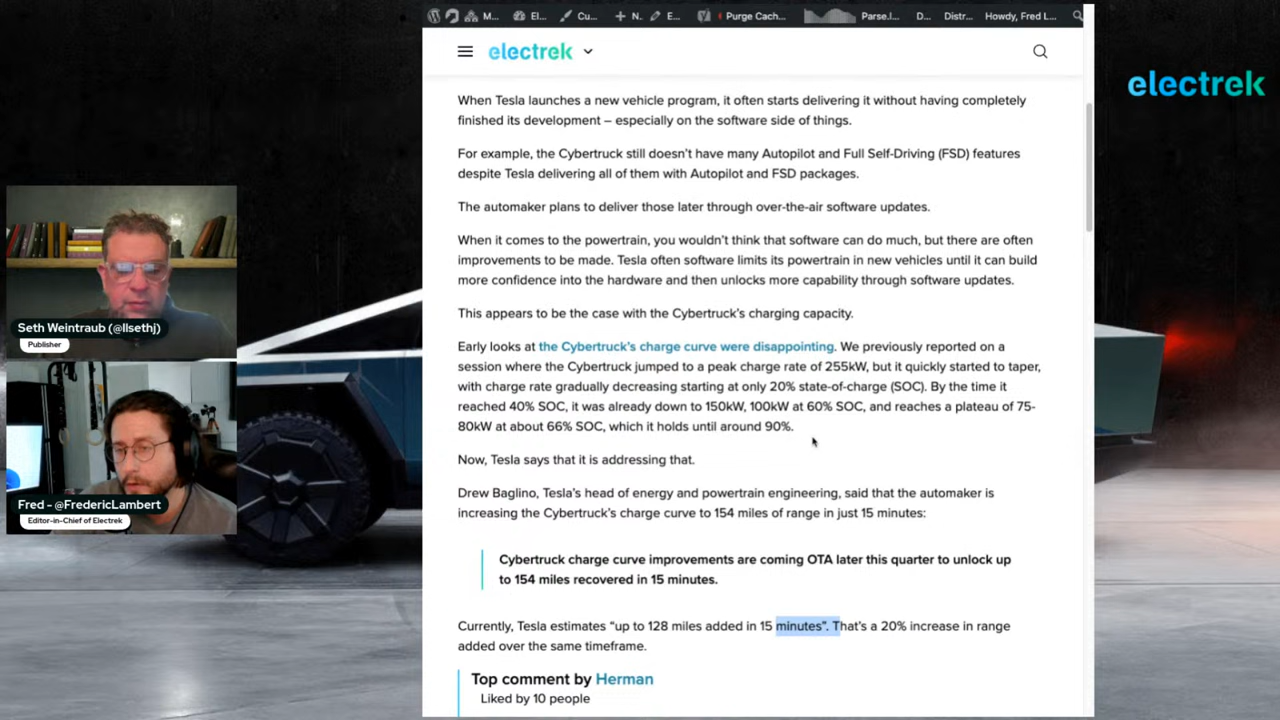 M...
El...
Cu...
N.
E...
Purge Cach...
Parse.l...
D...
Distr...
Howdy, Fred L...
electrek
electrek
When Tesla launches a new vehicle program, it often starts delivering it without having completely
finished its development – especially on the software side of things.
For example, the Cybertruck still doesn't have many Autopilot and Full Self-Driving (FSD) features
despite Tesla delivering all of them with Autopilot and FSD packages.
The automaker plans to deliver those later through over-the-air software updates.
When it comes to the powertrain, you wouldn't think that software can do much, but there are often
improvements to be made. Tesla often software limits its powertrain in new vehicles until it can build
more confidence into the hardware and then unlocks more capability through software updates.
This appears to be the case with the Cybertruck's charging capacity.
Early looks at the Cybertruck's charge curve were disappointing. We previously reported on a
session where the Cybertruck jumped to a peak charge rate of 255kW, but it quickly started to taper,
with charge rate gradually decreasing starting at only 20% state-of-charge (SOC). By the time it
reached 40% SOC, it was already down to 150kW, 100kW at 60% SOC, and reaches a plateau of 75-
80kW at about 66% SOC, which it holds until around 90%.
Now, Tesla says that it is addressing that.
Drew Baglino, Tesla's head of energy and powertrain engineering, said that the automaker is
increasing the Cybertruck's charge curve to 154 miles of range in just 15 minutes:
Cybertruck charge curve improvements are coming OTA later this quarter to unlock up
to 154 miles recovered in 15 minutes.
Currently, Tesla estimates “up to 128 miles added in 15 minutes”. That's a 20% increase in range
added over the same timeframe.
Top comment by Herman
Liked by 10 people
Seth Weintraub (@llsethj)
Publisher
Fred - @FredericLambert
Editor-in-Chief of Electrek